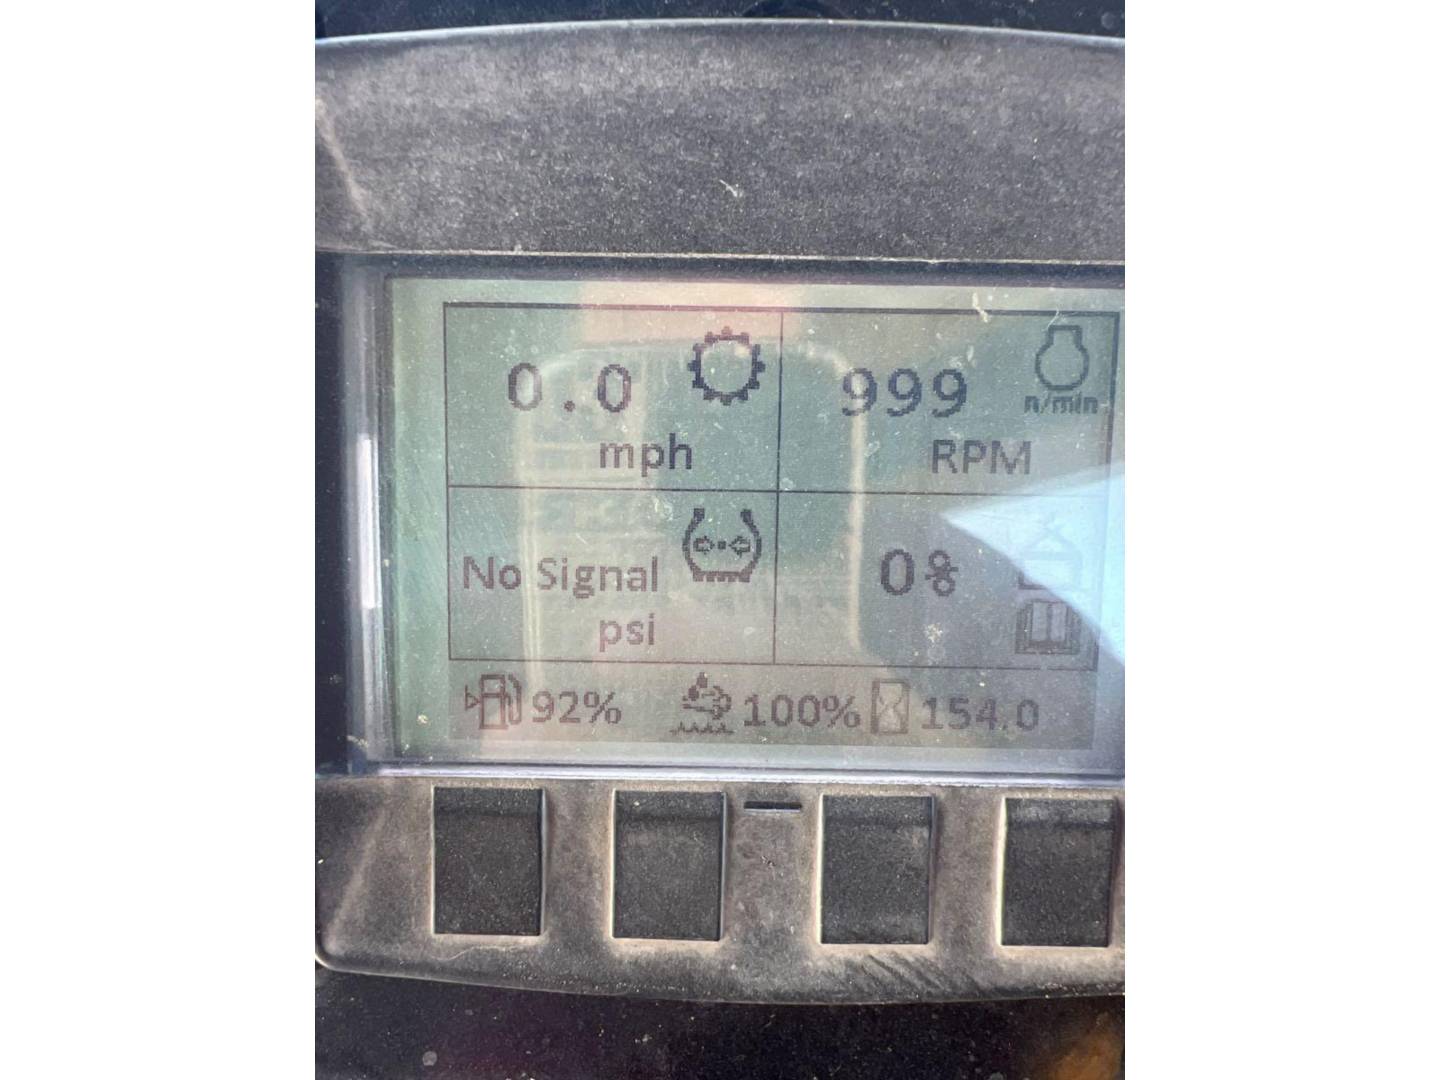 0.0
mph
999
n/min
RPM
No Signal
psi
0%
92%
100%
154.0